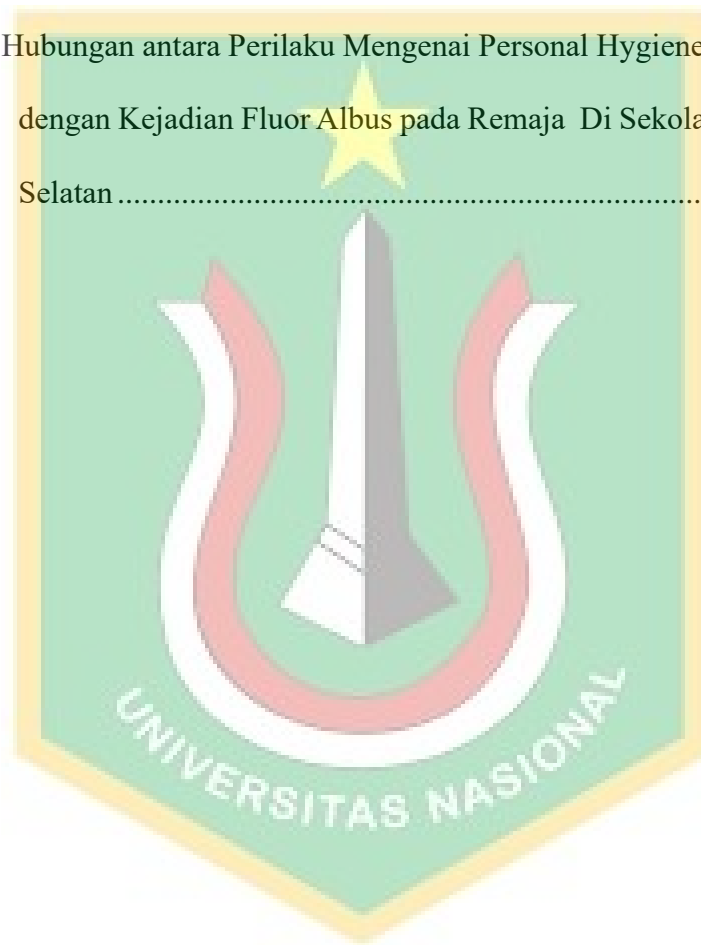 Hubungan antara Perilaku Mengenai Personal Hygiene
dengan Kejadian Fluor Albus pada Remaja Di Sekola
Selatan........................................................................
UNIVERSITAS NASIONAL